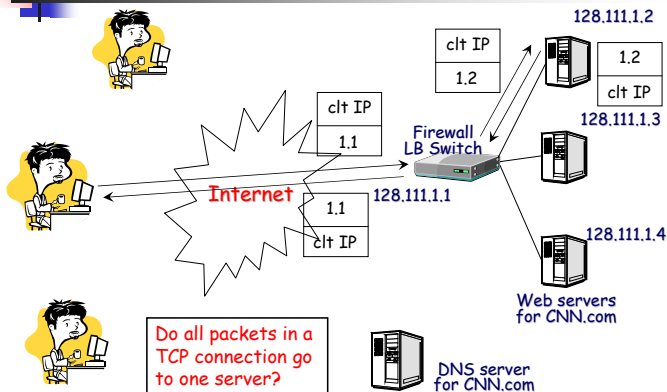 128.111.1.2
clt IP
1.2
1.2
clt IP
clt IP
1.1
Firewall
LB Switch
128.111.1.3
Internet
128.111.1.1
1.1
clt IP
128.111.1.4
Web servers
for CNN.com
Do all packets in a
TCP connection go
to one server?
DNS server
for CNN.com